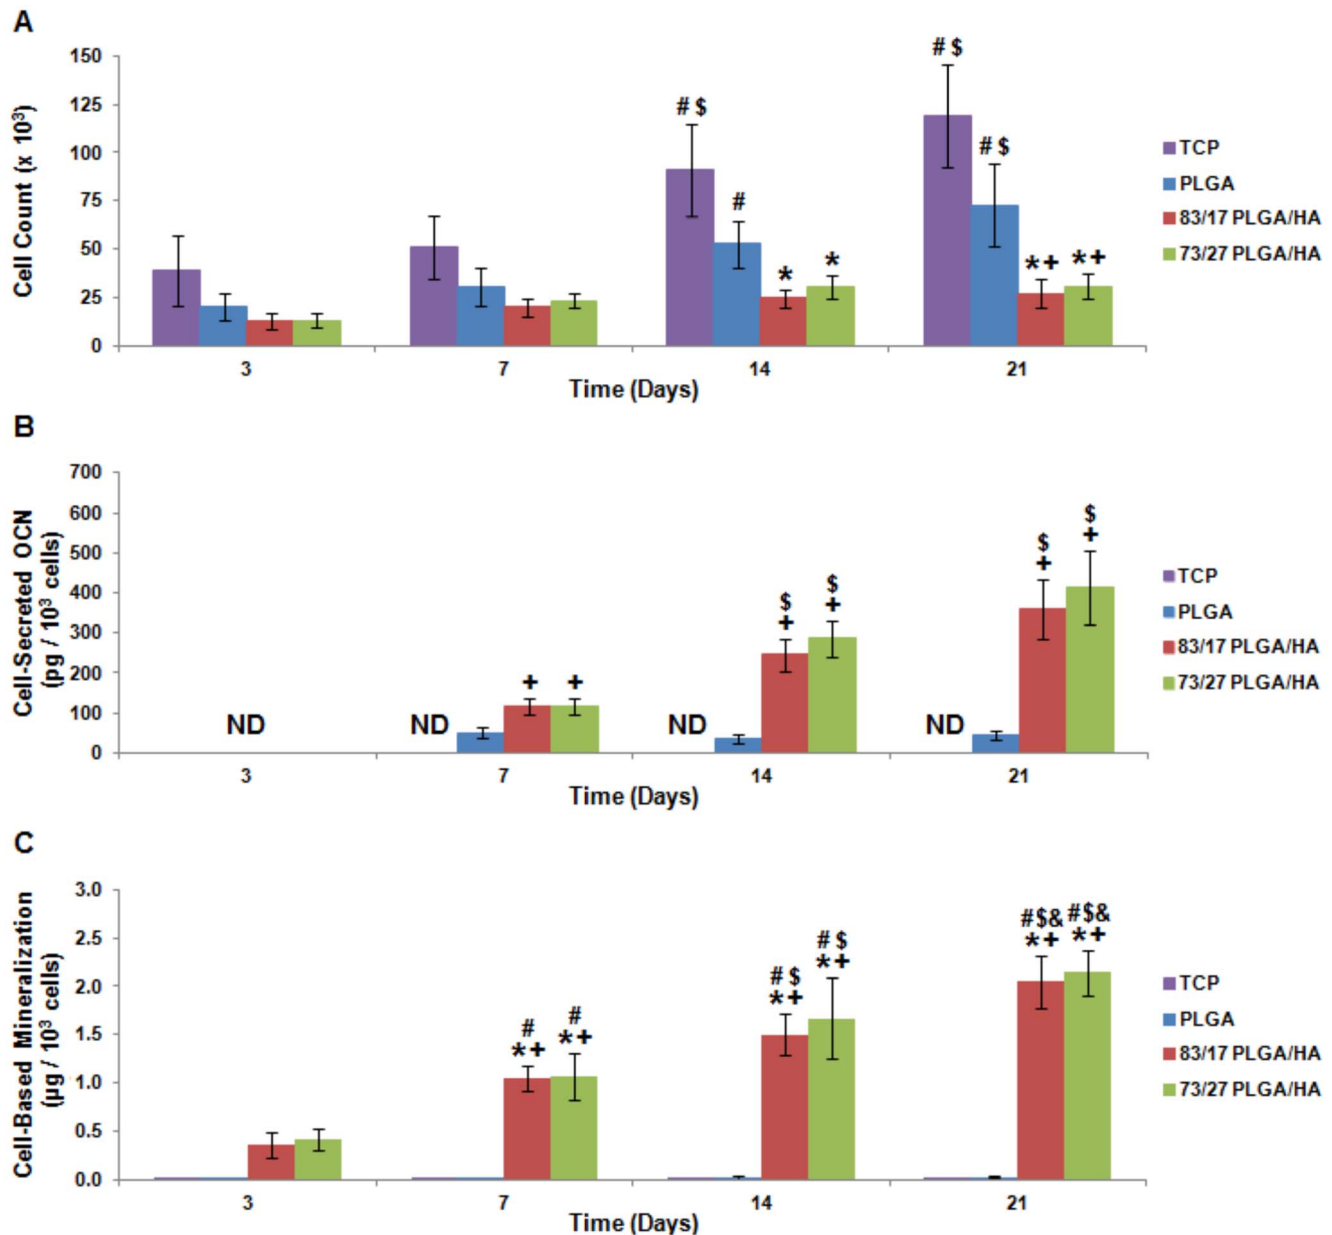 A
Cell Count (x 10³)
150
125
100
75
50
25
0
# $
#
*
*
# $
# $
*+
*+
3
7
14
21
Time (Days)
TCP
PLGA
83/17 PLGA/HA
73/27 PLGA/HA
B
Cell-Secreted OCN
(pg / 10³ cells)
700
600
500
400
300
200
100
0
ND
ND
+
+
ND
$
+
$
+
ND
$
+
$
+
3
7
14
21
Time (Days)
TCP
PLGA
83/17 PLGA/HA
73/27 PLGA/HA
C
Cell-Based Mineralization
(µg / 10³ cells)
3.0
2.5
2.0
1.5
1.0
0.5
0.0
#
*+
#
*+
# $
*+
# $
*+
#$&
*+
#$&
*+
3
7
14
21
Time (Days)
TCP
PLGA
83/17 PLGA/HA
73/27 PLGA/HA